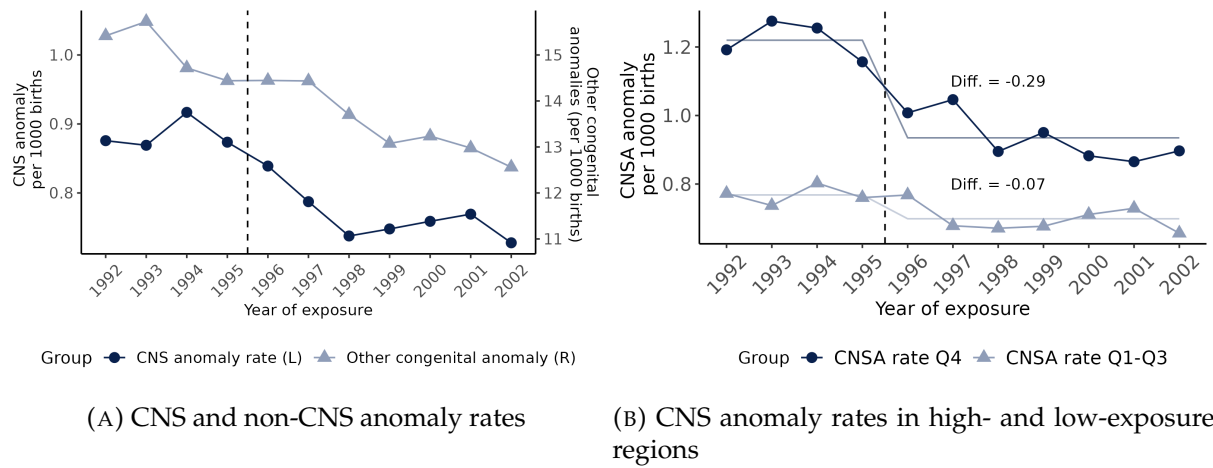 CNS anomaly
per 1000 births
1.0
0.9
0.8
15
14
13
12
11
Other congenital
anomalies (per 1000 births)
1992
1993
1994
1995
1996
1997
1998
1999
2000
2001
2002
Year of exposure
Group CNS anomaly rate (L) Other congenital anomaly (R)
(A) CNS and non-CNS anomaly rates
CNSA anomaly
per 1000 births
1.2
1.0
0.8
Diff. = -0.29
Diff. = -0.07
1992
1993
1994
1995
1996
1997
1998
1999
2000
2001
2002
Year of exposure
Group CNSA rate Q4 CNSA rate Q1-Q3
(B) CNS anomaly rates in high- and low-exposure
regions